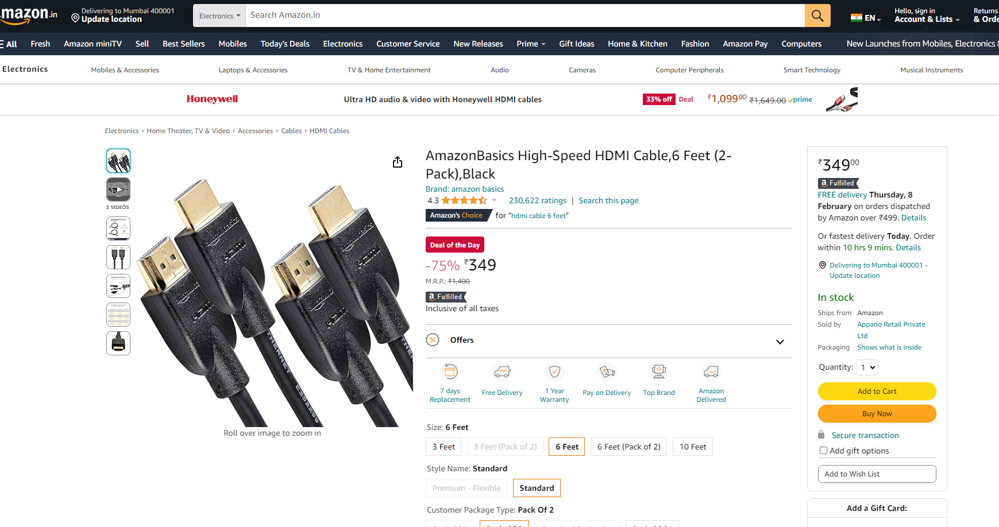 mazon.in
Delivering to Mumbai 400001
Update location
Electronics
Search Amazon.in
EN
Hello, sign in
Account & Lists
Returns
& Orde
All
Fresh
Amazon miniTV
Sell
Best Sellers
Mobiles
Today's Deals
Electronics
Customer Service
New Releases
Prime
Gift Ideas
Home & Kitchen
Fashion
Amazon Pay
Computers
New Launches from Mobiles, Electronics &
Electronics
Mobiles & Accessories
Laptops & Accessories
TV & Home Entertainment
Audio
Cameras
Computer Peripherals
Smart Technology
Musical Instruments
Honeywell
Ultra HD audio & video with Honeywell HDMI cables
33% off Deal ₹1,099.00 ₹1,649.00 prime
Electronics › Home Theater, TV & Video › Accessories › Cables › HDMI Cables
3 VIDEOS
amazonbasics
HDMI
amazonbasics
HDMI
HDMI
HDMI
THERNET
E352299
THERN
Roll over image to zoom in
AmazonBasics High-Speed HDMI Cable,6 Feet (2-
Pack),Black
Brand: amazon basics
4.3
230,622 ratings | Search this page
Amazon's Choice for "hdmi cable 6 feet"
Deal of the Day
-75% ₹349
M.R.P.: ₹1,400
a Fulfilled
Inclusive of all taxes
Offers
7 days
Replacement
Free Delivery
1 Year
Warranty
Pay on Delivery
Top Brand
Amazon
Delivered
Size: 6 Feet
3 Feet
3 Feet (Pack of 2)
6 Feet
6 Feet (Pack of 2)
10 Feet
Style Name: Standard
Premium - Flexible
Standard
Customer Package Type: Pack Of 2
₹349.00
a Fulfilled
FREE delivery Thursday, 8
February on orders dispatched
by Amazon over ₹499. Details
Or fastest delivery Today. Order
within 10 hrs 9 mins. Details
Delivering to Mumbai 400001 -
Update location
In stock
Ships from Amazon
Sold by Appario Retail Private
Ltd
Packaging Shows what is inside
Quantity: 1
Add to Cart
Buy Now
Secure transaction
Add gift options
Add to Wish List
Add a Gift Card: